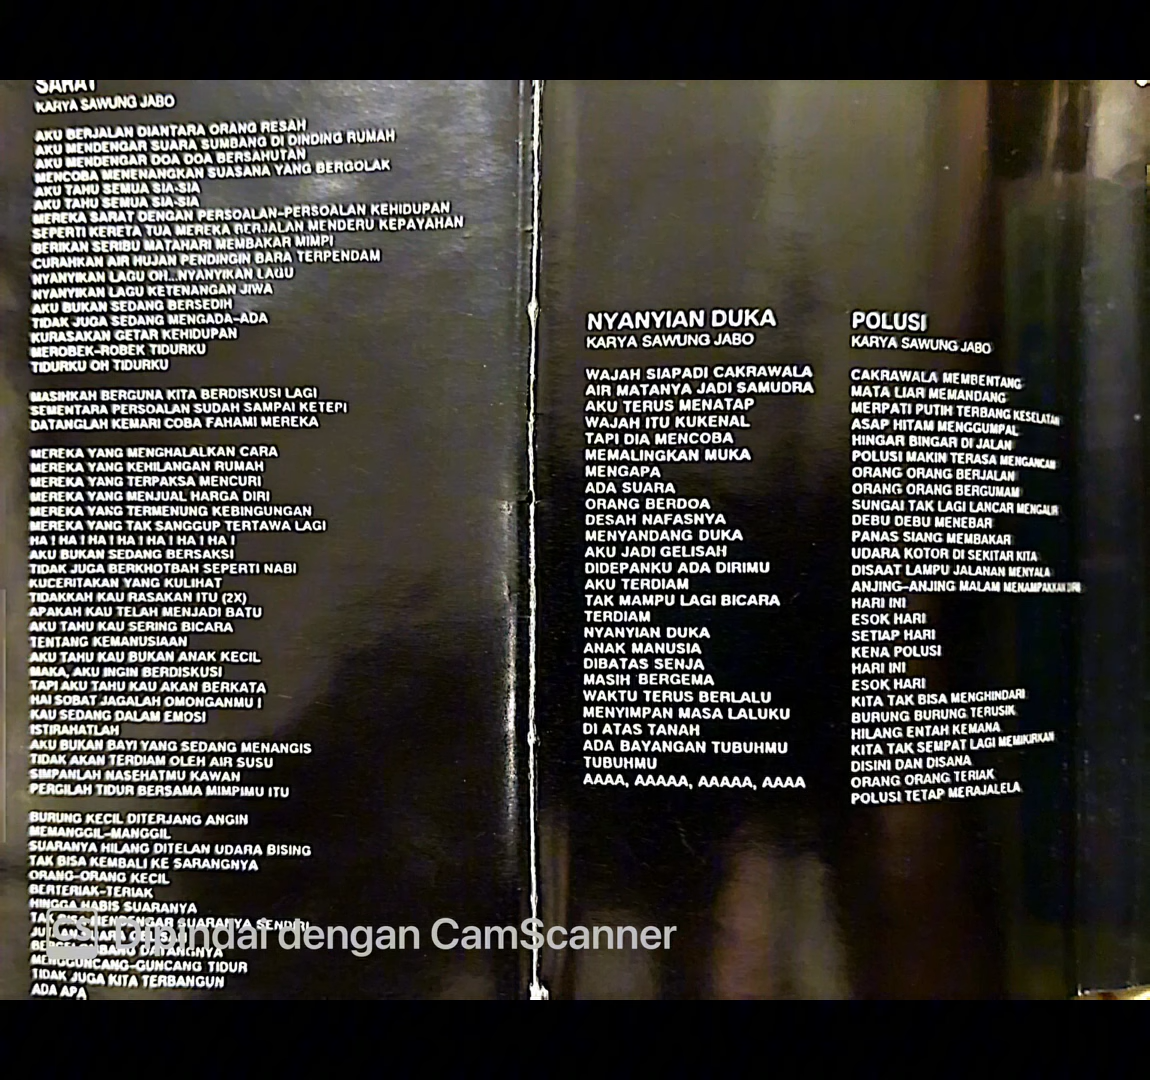 SARAT
KARYA SAWUNG JABO
AKU BERJALAN DIANTARA ORANG RESAH
AKU MENDENGAR SUARA SUMBANG DI DINDING RUMAH
AKU MENDENGAR DOA DOA BERSAHUTAN
MENCOBA MENENANGKAN SUASANA YANG BERGOLAK
AKU TAHU SEMUA SIA-SIA
AKU TAHU SEMUA SIA-SIA
MEREKA SARAT DENGAN PERSOALAN-PERSOALAN KEHIDUPAN
SEPERTI KERETA TUA MEREKA BERJALAN MENDERU KEPAYAHAN
BERIKAN SERIBU MATAHARI MEMBAKAR MIMPI
CURAHKAN AIR HUJAN PENDINGIN BARA TERPENDAM
NYANYIKAN LAGU OH...NYANYIKAN LAGU
NYANYIKAN LAGU KETENANGAN JIWA
AKU BUKAN SEDANG BERSEDIH
TIDAK JUGA SEDANG MENGADA-ADA
KURASAKAN GETAR KEHIDUPAN
MEROBEK-ROBEK TIDURKU
TIDURKU OH TIDURKU
MASIHKAH BERGUNA KITA BERDISKUSI LAGI
SEMENTARA PERSOALAN SUDAH SAMPAI KETEPI
DATANGLAH KEMARI COBA FAHAMI MEREKA
MEREKA YANG MENGHALALKAN CARA
MEREKA YANG KEHILANGAN RUMAH
MEREKA YANG TERPAKSA MENCURI
MEREKA YANG MENJUAL HARGA DIRI
MEREKA YANG TERMENUNG KEBINGUNGAN
MEREKA YANG TAK SANGGUP TERTAWA LAGI
HA ! HA ! HA ! HA ! HA ! HA ! HA !
AKU BUKAN SEDANG BERSAKSI
TIDAK JUGA BERKHOTBAH SEPERTI NABI
KUCERITAKAN YANG KULIHAT
TIDAKKAH KAU RASAKAN ITU (2X)
APAKAH KAU TELAH MENJADI BATU
AKU TAHU KAU SERING BICARA
TENTANG KEMANUSIAAN
AKU TAHU KAU BUKAN ANAK KECIL
MAKA, AKU INGIN BERDISKUSI
TAPI AKU TAHU KAU AKAN BERKATA
HAI SOBAT JAGALAH OMONGANMU !
KAU SEDANG DALAM EMOSI
ISTIRAHATLAH
AKU BUKAN BAYI YANG SEDANG MENANGIS
TIDAK AKAN TERDIAM OLEH AIR SUSU
SIMPANLAH NASEHATMU KAWAN
PERGILAH TIDUR BERSAMA MIMPIMU ITU
BURUNG KECIL DITERJANG ANGIN
MEMANGGIL-MANGGIL
SUARANYA HILANG DITELAN UDARA BISING
TAK BISA KEMBALI KE SARANGNYA
ORANG-ORANG KECIL
BERTERIAK-TERIAK
HINGGA HABIS SUARANYA
TAK BISA MENDENGAR SUARANYA SENDIRI
DATANGNYA
MENGGUNCANG-GUNCANG TIDUR
TIDAK JUGA KITA TERBANGUN
ADA APA
NYANYIAN DUKA
KARYA SAWUNG JABO
WAJAH SIAPADI CAKRAWALA
AIR MATANYA JADI SAMUDRA
AKU TERUS MENATAP
WAJAH ITU KUKENAL
TAPI DIA MENCOBA
MEMALINGKAN MUKA
MENGAPA
ADA SUARA
ORANG BERDOA
DESAH NAFASNYA
MENYANDANG DUKA
AKU JADI GELISAH
DIDEPANKU ADA DIRIMU
AKU TERDIAM
TAK MAMPU LAGI BICARA
TERDIAM
NYANYIAN DUKA
ANAK MANUSIA
DIBATAS SENJA
MASIH BERGEMA
WAKTU TERUS BERLALU
MENYIMPAN MASA LALUKU
DI ATAS TANAH
ADA BAYANGAN TUBUHMU
TUBUHMU
AAAA, AAAAA, AAAAA, AAAA
POLUSI
KARYA SAWUNG JABO
CAKRAWALA MEMBENTANG
MATA LIAR MEMANDANG
MERPATI PUTIH TERBANG KESELATAN
ASAP HITAM MENGGUMPAL
HINGAR BINGAR DI JALAN
POLUSI MAKIN TERASA MENGANCAM
ORANG ORANG BERJALAN
ORANG ORANG BERGUMAM
SUNGAI TAK LAGI LANCAR MENGALIR
DEBU DEBU MENEBAR
PANAS SIANG MEMBAKAR
UDARA KOTOR DI SEKITAR KITA
DISAAT LAMPU JALANAN MENYALA
ANJING-ANJING MALAM MENAMPAKKAN DIRI
HARI INI
ESOK HARI
SETIAP HARI
KENA POLUSI
HARI INI
ESOK HARI
KITA TAK BISA MENGHINDARI
BURUNG BURUNG TERUSIK
HILANG ENTAH KEMANA
KITA TAK SEMPAT LAGI MEMIKIRKAN
DISINI DAN DISANA
ORANG ORANG TERIAK
POLUSI TETAP MERAJALELA
CS Dipindai dengan CamScanner